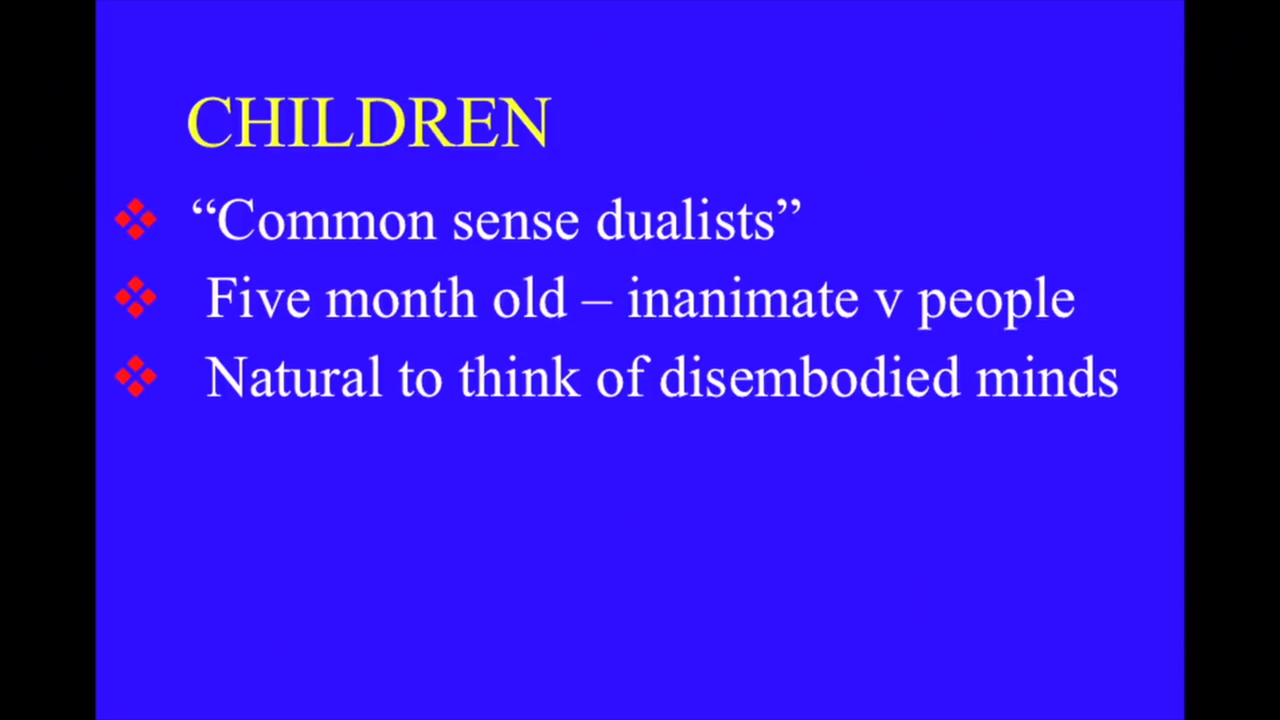 CHILDREN
“Common sense dualists”
Five month old – inanimate v people
Natural to think of disembodied minds